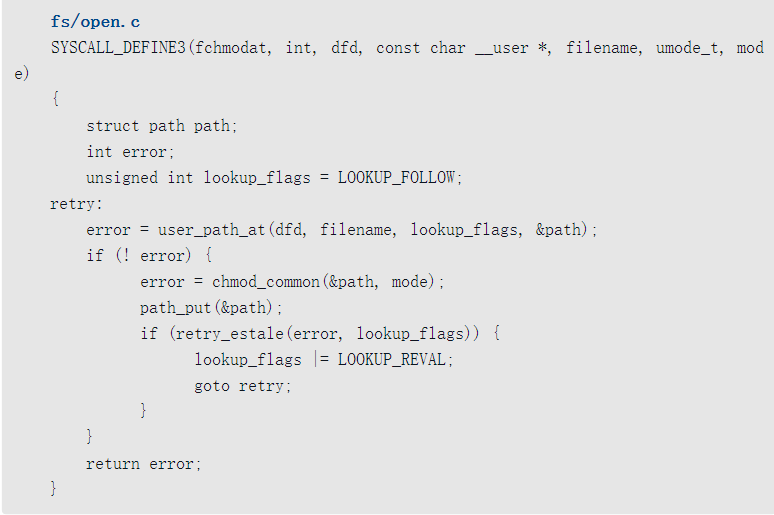 fs/open.c
SYSCALL_DEFINE3(fchmodat, int, dfd, const char __user *, filename, umode_t, mod
e)
{
struct path path;
int error;
unsigned int lookup_flags = LOOKUP_FOLLOW;
retry:
error = user_path_at(dfd, filename, lookup_flags, &path);
if (! error) {
error = chmod_common(&path, mode);
path_put(&path);
if (retry_estale(error, lookup_flags)) {
lookup_flags |= LOOKUP_REVAL;
goto retry;
}
}
return error;
}